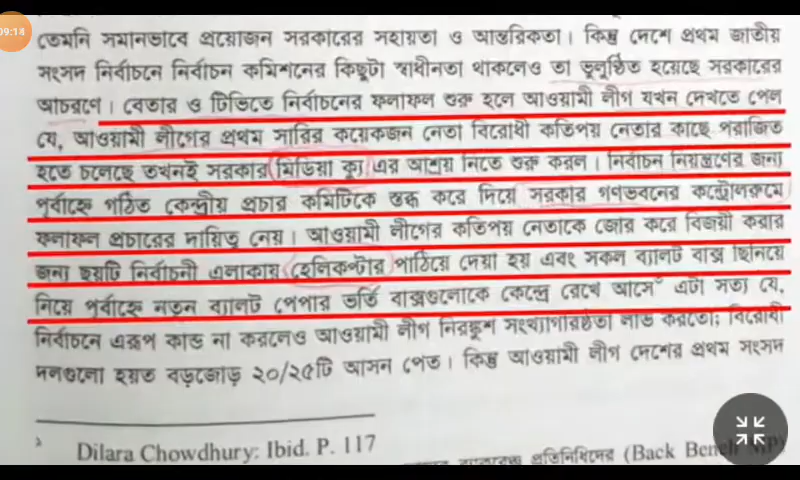 09:18
তেমনি সমানভাবে প্রয়োজন সরকারের সহায়তা ও আন্তরিকতা। কিন্তু দেশে প্রথম জাতীয়
সংসদ নির্বাচনে নির্বাচন কমিশনের কিছুটা স্বাধীনতা থাকলেও তা ভূলুণ্ঠিত হয়েছে সরকারের
আচরণে। বেতার ও টিভিতে নির্বাচনের ফলাফল শুরু হলে আওয়ামী লীগ যখন দেখতে পেল
যে, আওয়ামী লীগের প্রথম সারির কয়েকজন নেতা বিরোধী কতিপয় নেতার কাছে পরাজিত
হতে চলেছে তখনই সরকার মিডিয়া ক্যু এর আশ্রয় নিতে শুরু করল। নির্বাচন নিয়ন্ত্রণের জন্য
পূর্বাহ্নে গঠিত কেন্দ্রীয় প্রচার কমিটিকে স্তব্ধ করে দিয়ে সরকার গণভবনের কন্ট্রোলরুমে
ফলাফল প্রচারের দায়িত্ব নেয়। আওয়ামী লীগের কতিপয় নেতাকে জোর করে বিজয়ী করার
জন্য ছয়টি নির্বাচনী এলাকায় হেলিকপ্টার পাঠিয়ে দেয়া হয় এবং সকল ব্যালট বাক্স ছিনিয়ে
নিয়ে পূর্বাহ্নে নতুন ব্যালট পেপার ভর্তি বাক্সগুলোকে কেন্দ্রে রেখে আসে এটা সত্য যে,
নির্বাচনে এরূপ কান্ড না করলেও আওয়ামী লীগ নিরঙ্কুশ সংখ্যাগরিষ্ঠতা লাভ করতো; বিরোধী
দলগুলো হয়ত বড়জোড় ২০/২৫টি আসন পেত। কিন্তু আওয়ামী লীগ দেশের প্রথম সংসদ
Dilara Chowdhury: Ibid. P. 117
প্রতিনিধিদের (Back Bench